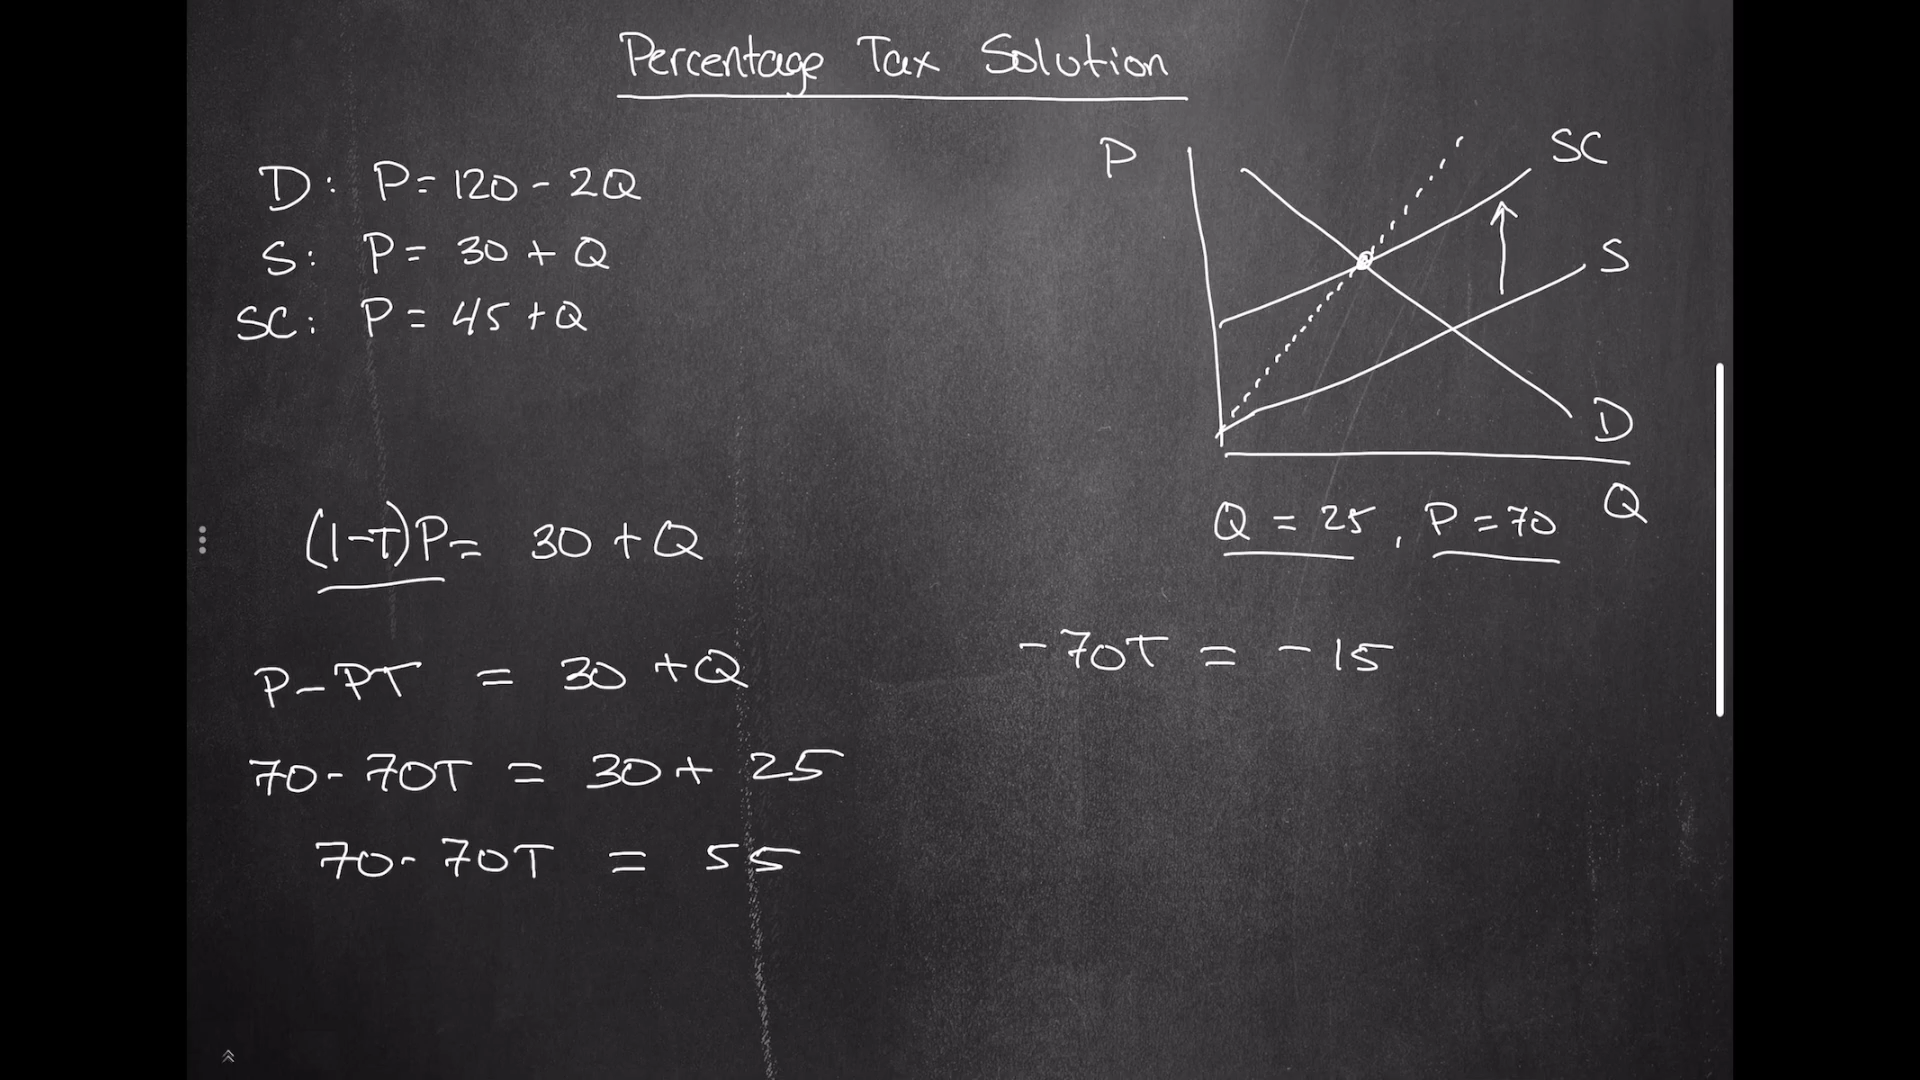 Percentage Tax Solution
D: P = 120 - 2Q
S: P = 30 + Q
SC: P = 45 + Q
P
SC
S
D
Q
Q = 25, P = 70
(1-T)P = 30 + Q
P - PT = 30 + Q
70 - 70T = 30 + 25
70 - 70T = 55
- 70T = - 15